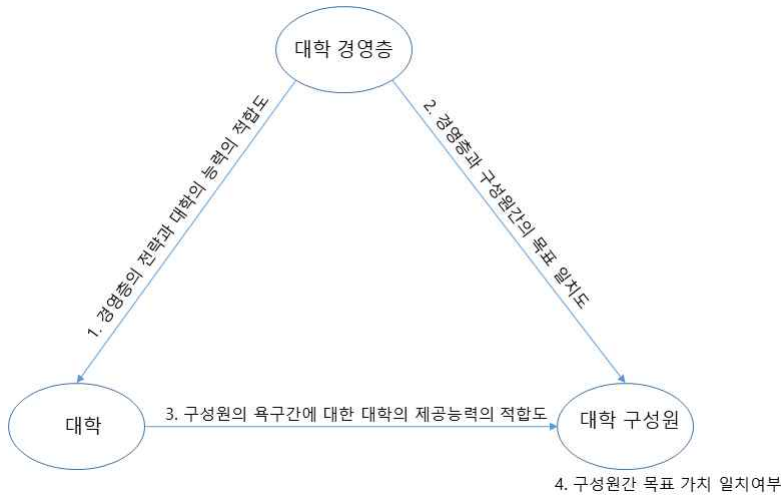 대학 경영층
1. 경영층의 전략과 대학의 능력의 적합도
2. 경영층과 구성원간의 목표 일치도
대학
3. 구성원의 욕구간에 대한 대학의 제공능력의 적합도
대학 구성원
4. 구성원간 목표 가치 일치여부